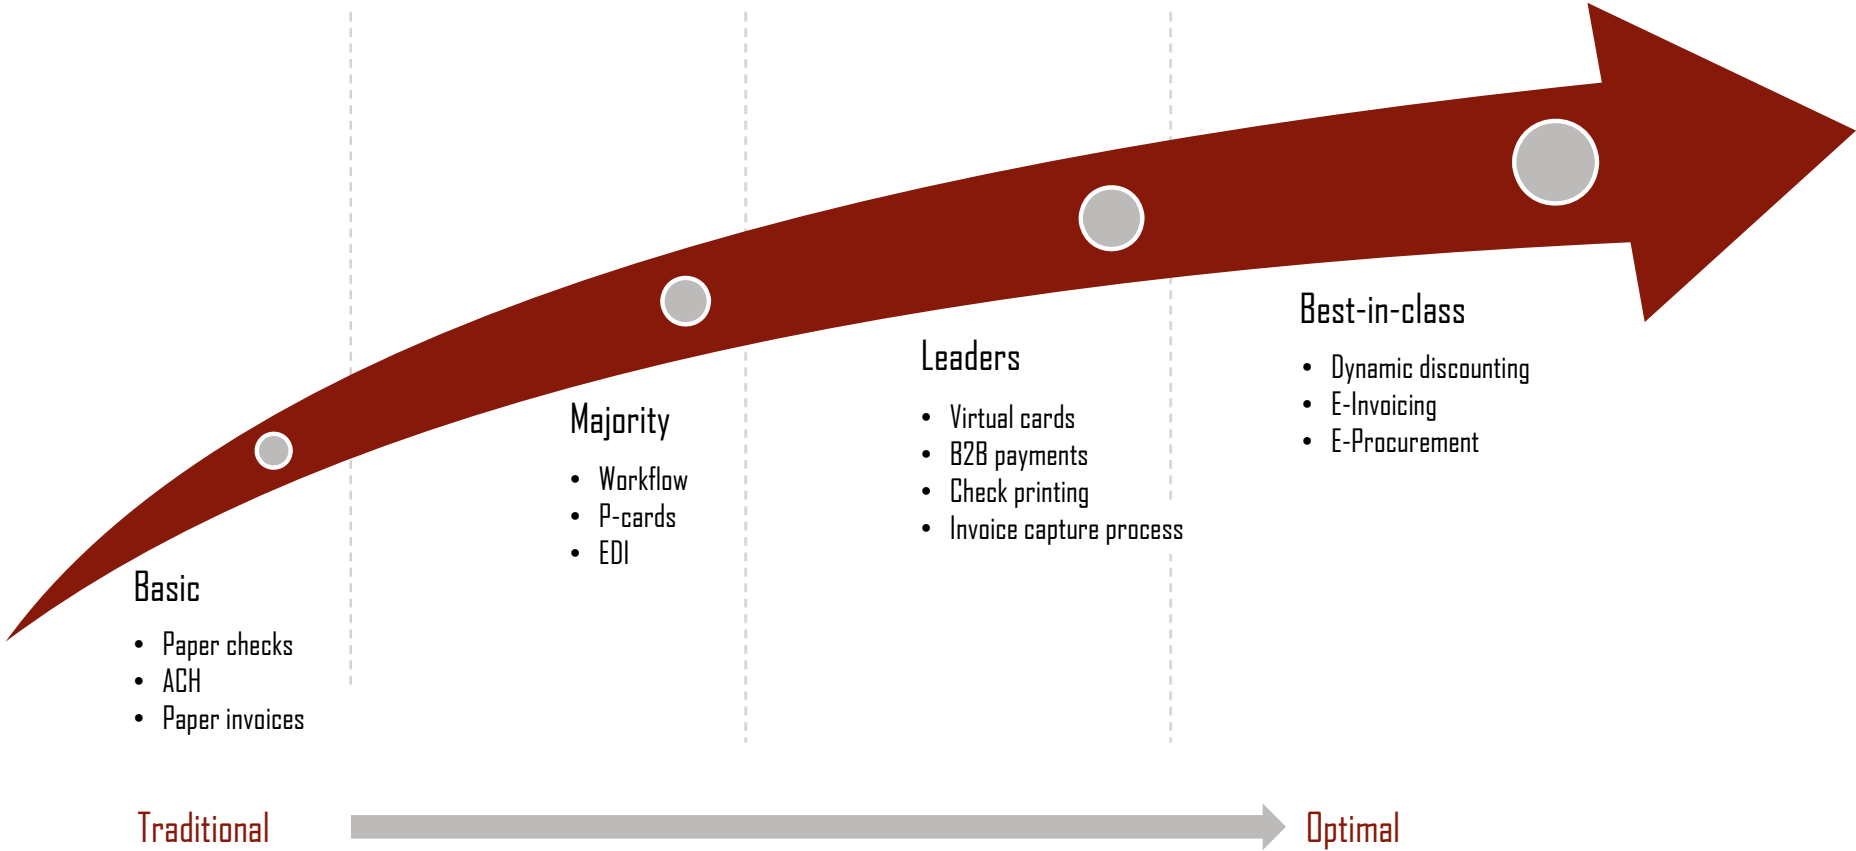 Basic
• Paper checks
• ACH
• Paper invoices
Majority
• Workflow
• P-cards
• EDI
Leaders
• Virtual cards
• B2B payments
• Check printing
• Invoice capture process
Best-in-class
• Dynamic discounting
• E-Invoicing
• E-Procurement
Traditional
Optimal